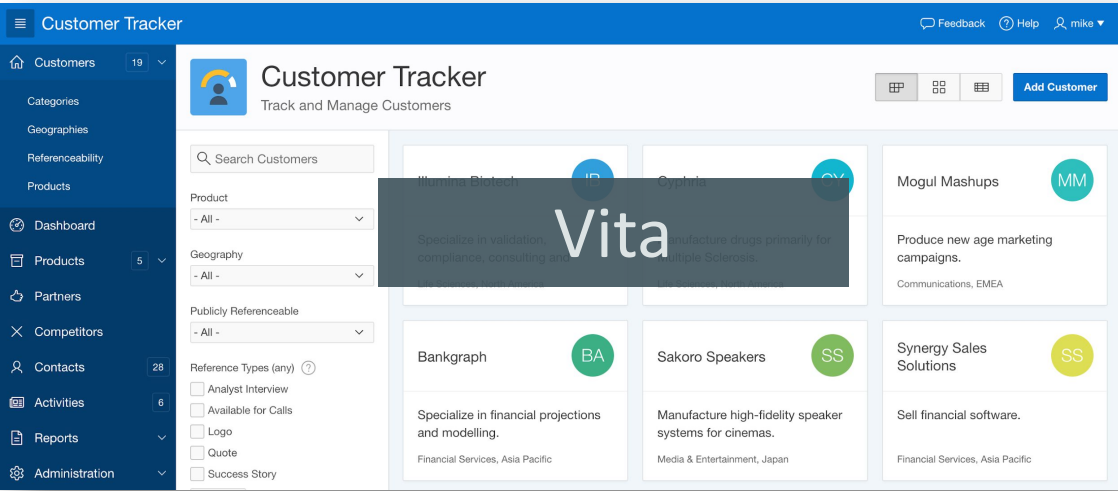 Customer Tracker
Feedback
Help
mike
Customers 19
Categories
Geographies
Referenceability
Products
Dashboard
Products 5
Partners
Competitors
Contacts 28
Activities 6
Reports
Administration
Customer Tracker
Track and Manage Customers
Add Customer
Search Customers
Product
- All -
Geography
- All -
Publicly Referenceable
- All -
Reference Types (any) ?
Analyst Interview
Available for Calls
Logo
Quote
Success Story
Vita
Illumina Biotech IB
Specialize in validation,
compliance, consulting and
Life Sciences, North America
Cyphria CY
Manufacture drugs primarily for
Multiple Sclerosis.
Life Sciences, North America
Mogul Mashups MM
Produce new age marketing
campaigns.
Communications, EMEA
Bankgraph BA
Specialize in financial projections
and modelling.
Financial Services, Asia Pacific
Sakoro Speakers SS
Manufacture high-fidelity speaker
systems for cinemas.
Media & Entertainment, Japan
Synergy Sales
Solutions SS
Sell financial software.
Financial Services, Asia Pacific